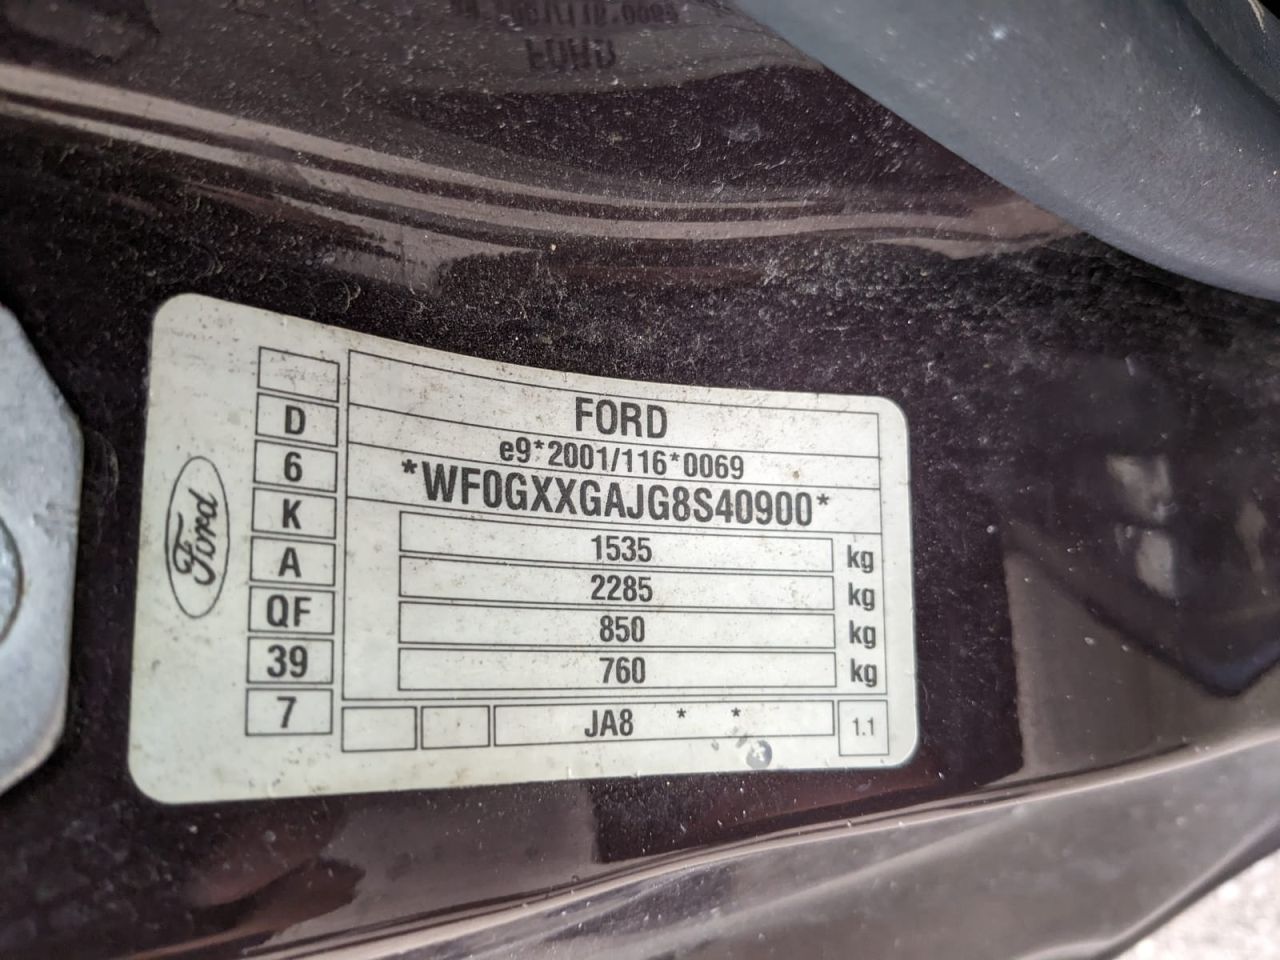 Ford
D
6
K
A
QF
39
7
FORD
e9*2001/116*0069
*WF0GXXGAJG8S40900*
1535 kg
2285 kg
850 kg
760 kg
JA8 * * 1.1